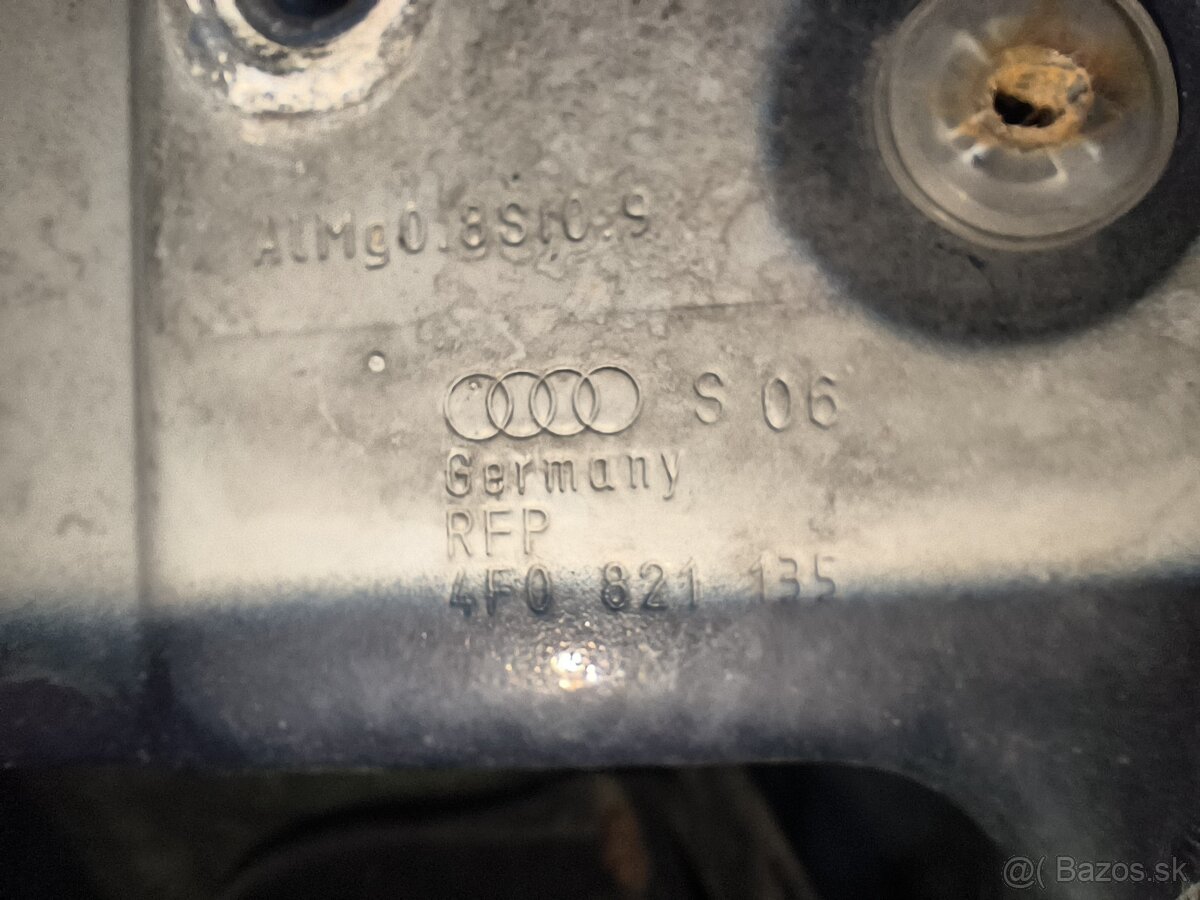 AlMg0.8Si0.9
S 06
Germany
RFP
4F0 821 135
@( Bazos.sk